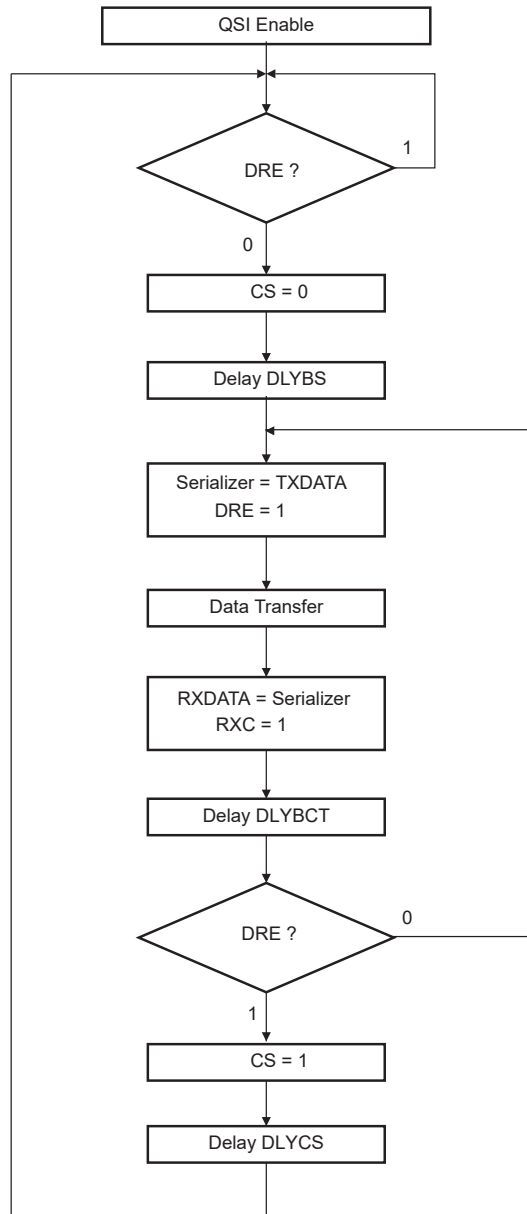 QSI Enable
DRE ?
1
0
CS = 0
Delay DLYBS
Serializer = TXDATA
DRE = 1
Data Transfer
RXDATA = Serializer
RXC = 1
Delay DLYBCT
DRE ?
0
1
CS = 1
Delay DLYCS